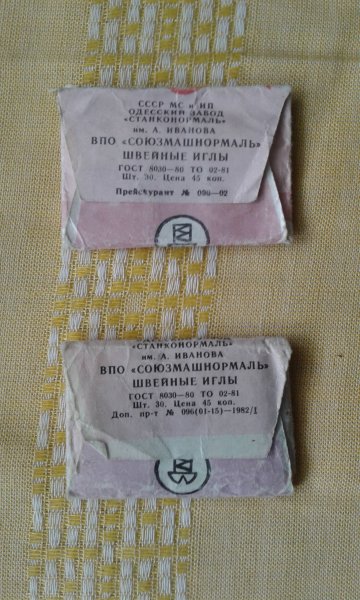 СССР МС и ИП
ОДЕССКИЙ ЗАВОД
«СТАНКОНОРМАЛЬ»
им. А. ИВАНОВА
ВПО «СОЮЗМАШНОРМАЛЬ»
ШВЕЙНЫЕ ИГЛЫ
ГОСТ 8030—80 ТО 02-81
Шт. 30. Цена 45 коп.
Прейскурант № 096—02
«СТАНКОНОРМАЛЬ»
им. А. ИВАНОВА
ВПО «СОЮЗМАШНОРМАЛЬ»
ШВЕЙНЫЕ ИГЛЫ
ГОСТ 8030—80 ТО 02-81
Шт. 30. Цена 45 коп.
Доп. пр-т № 096(01-15)—1982/1